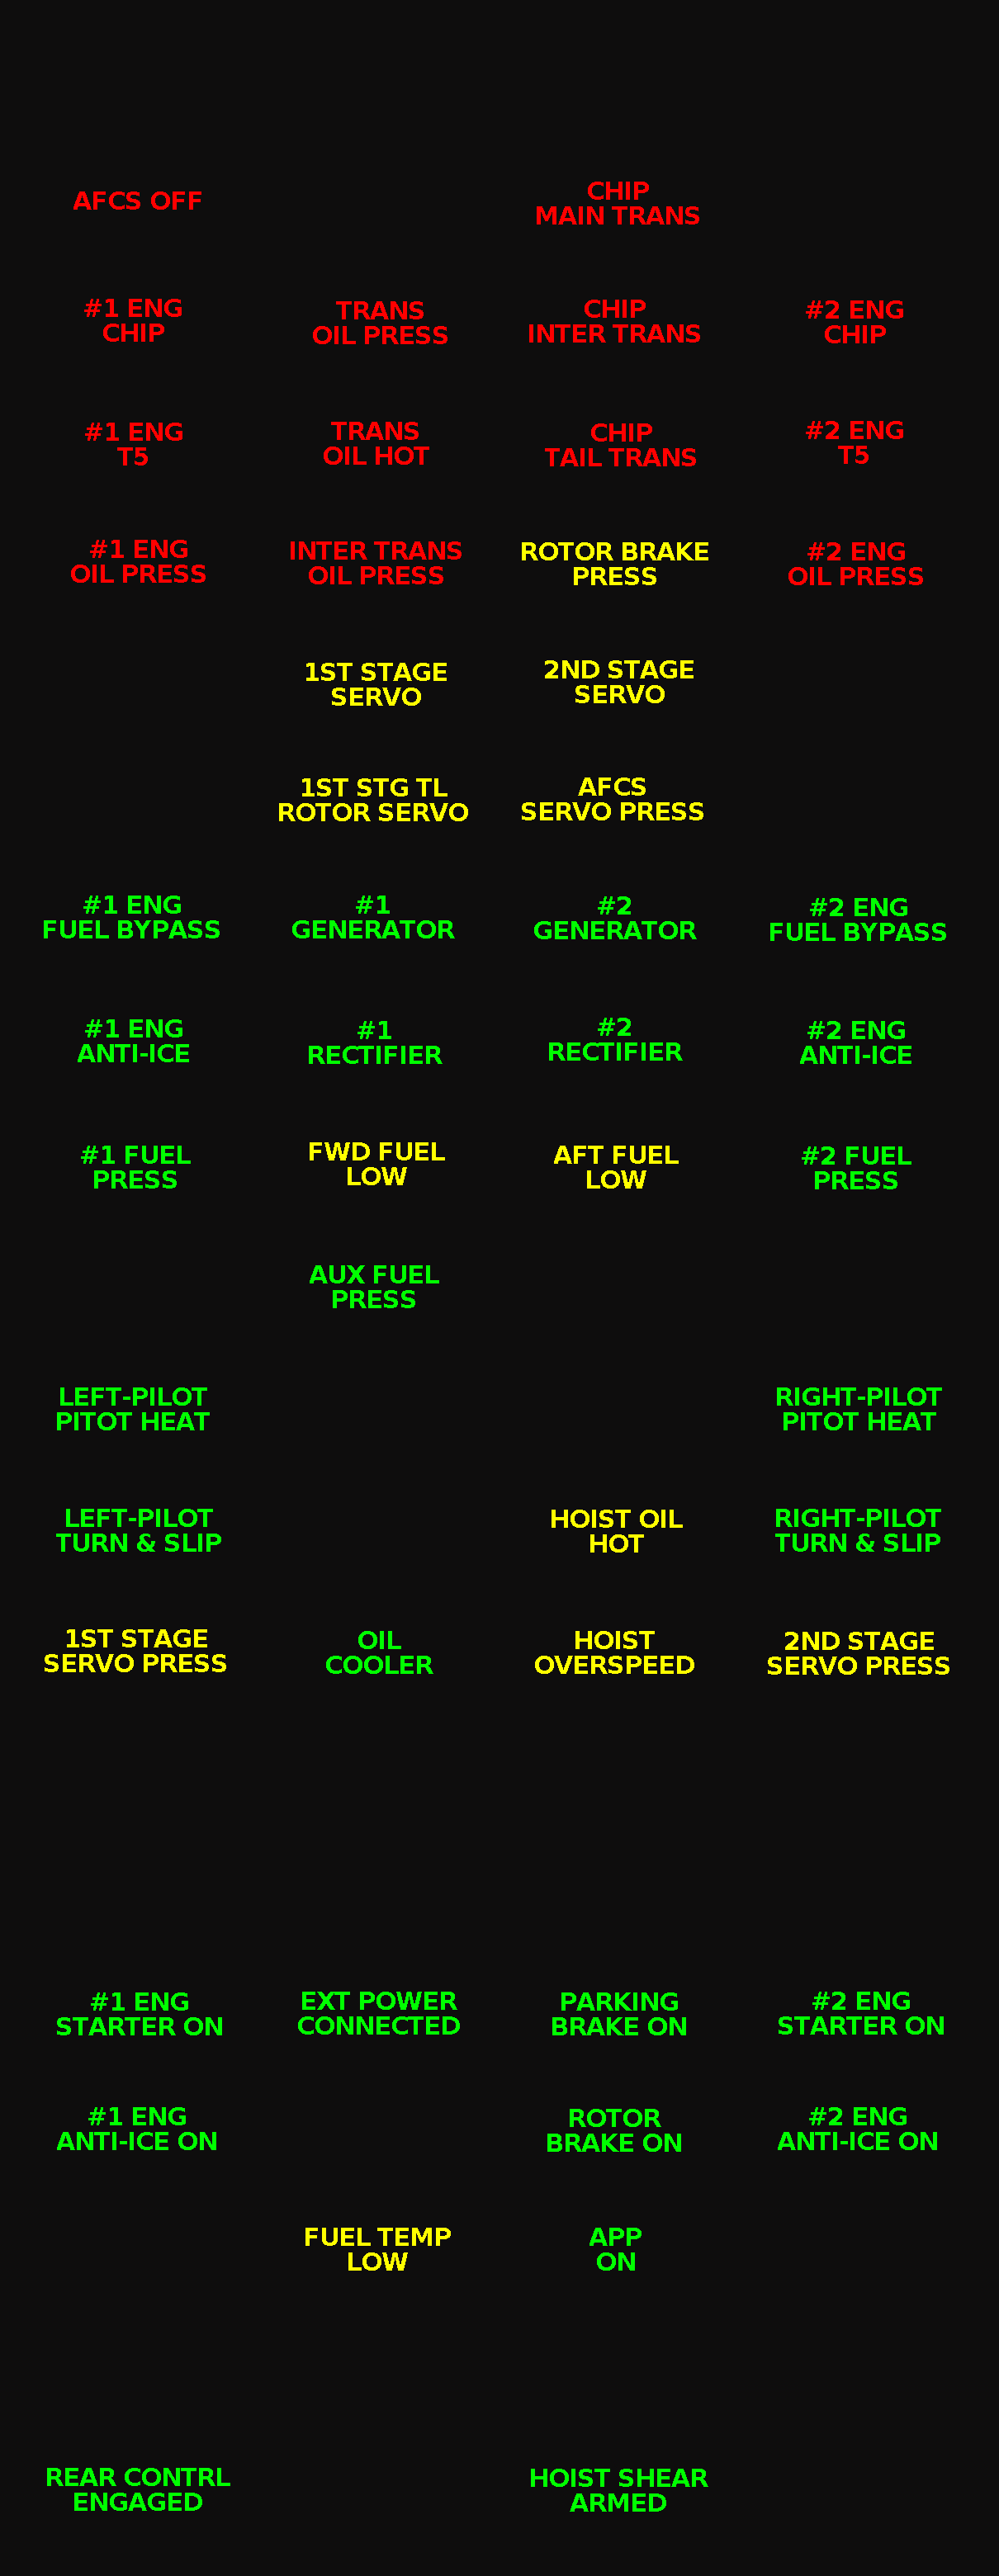 AFCS OFF
CHIP
MAIN TRANS
#1 ENG
CHIP
TRANS
OIL PRESS
CHIP
INTER TRANS
#2 ENG
CHIP
#1 ENG
T5
TRANS
OIL HOT
CHIP
TAIL TRANS
#2 ENG
T5
#1 ENG
OIL PRESS
INTER TRANS
OIL PRESS
ROTOR BRAKE
PRESS
#2 ENG
OIL PRESS
1ST STAGE
SERVO
2ND STAGE
SERVO
1ST STG TL
ROTOR SERVO
AFCS
SERVO PRESS
#1 ENG
FUEL BYPASS
#1
GENERATOR
#2
GENERATOR
#2 ENG
FUEL BYPASS
#1 ENG
ANTI-ICE
#1
RECTIFIER
#2
RECTIFIER
#2 ENG
ANTI-ICE
#1 FUEL
PRESS
FWD FUEL
LOW
AFT FUEL
LOW
#2 FUEL
PRESS
AUX FUEL
PRESS
LEFT-PILOT
PITOT HEAT
RIGHT-PILOT
PITOT HEAT
LEFT-PILOT
TURN & SLIP
HOIST OIL
HOT
RIGHT-PILOT
TURN & SLIP
1ST STAGE
SERVO PRESS
OIL
COOLER
HOIST
OVERSPEED
2ND STAGE
SERVO PRESS
#1 ENG
STARTER ON
EXT POWER
CONNECTED
PARKING
BRAKE ON
#2 ENG
STARTER ON
#1 ENG
ANTI-ICE ON
ROTOR
BRAKE ON
#2 ENG
ANTI-ICE ON
FUEL TEMP
LOW
APP
ON
REAR CONTRL
ENGAGED
HOIST SHEAR
ARMED